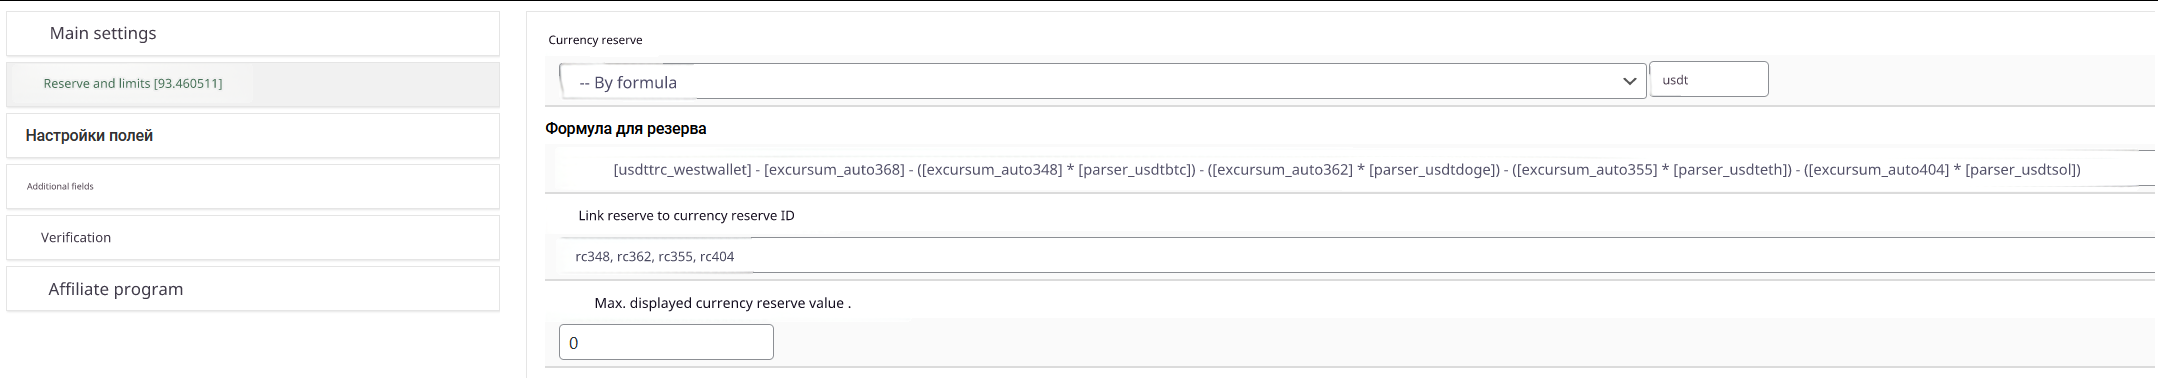 Main settings
Reserve and limits [93.460511]
Настройки полей
Additional fields
Verification
Affiliate program
Currency reserve
-- By formula
usdt
Формула для резерва
[usdttrc_westwallet] - [excursum_auto368] - ([excursum_auto348] * [parser_usdtbtc]) - ([excursum_auto362] * [parser_usdtdoge]) - ([excursum_auto355] * [parser_usdteth]) - ([excursum_auto404] * [parser_usdtsol])
Link reserve to currency reserve ID
rc348, rc362, rc355, rc404
Max. displayed currency reserve value .
0